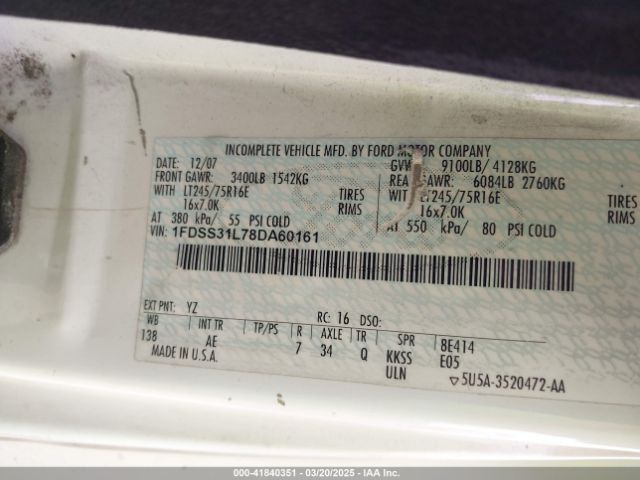 INCOMPLETE VEHICLE MFD. BY FORD MOTOR COMPANY
DATE: 12/07 GVW 9100LB/ 4128KG
FRONT GAWR: 3400LB 1542KG REA GAWR: 6084LB 2760KG
WITH LT245/75R16E TIRES WIT LT245/75R16E TIRES
16x7.0K RIMS 16x7.0K RIMS
AT 380 kPa/ 55 PSI COLD AT 550 kPa/ 80 PSI COLD
VIN: 1FDSS31L78DA60161
EXT PNT: YZ RC: 16 DSO:
WB INT TR TP/PS R AXLE TR SPR 8E414
138 AE 7 34 Q KKSS E05
MADE IN U.S.A. ULN ▽5U5A-3520472-AA
000-41840351 | 03/20/2025 | IAA Inc.